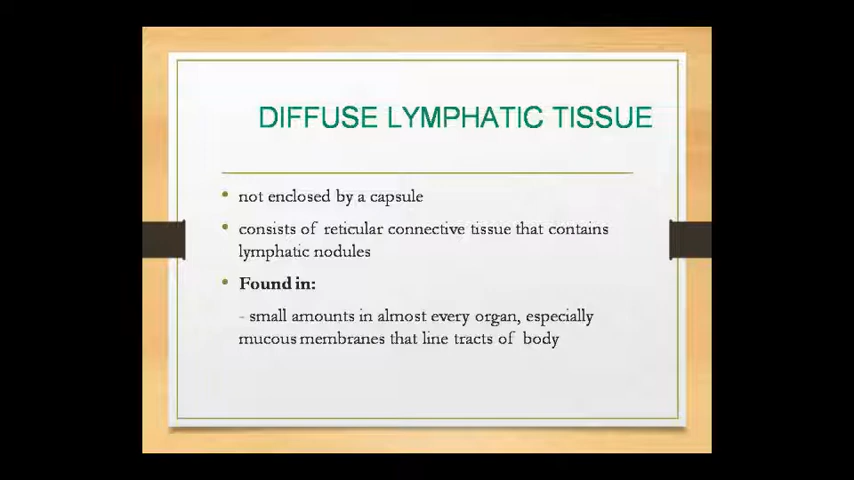 DIFFUSE LYMPHATIC TISSUE
• not enclosed by a capsule
• consists of reticular connective tissue that contains
lymphatic nodules
• Found in:
- small amounts in almost every organ, especially
mucous membranes that line tracts of body